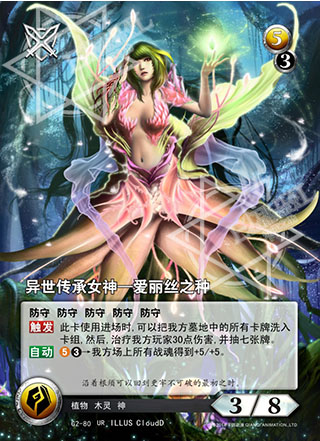 5
3
异世传承女神—爱丽丝之种
防守 防守 防守 防守 防守
触发 此卡使用进场时，可以把我方墓地中的所有卡牌洗入
卡组，然后，治疗我方玩家30点伤害，并抽七张牌。
自动 5 3→我方场上所有战魂得到+5/+5。
沿着根须可以回到更牢不可破的最初之时。
植物 木灵 神
3 / 8
C2-80 UR ILLUS CloudD